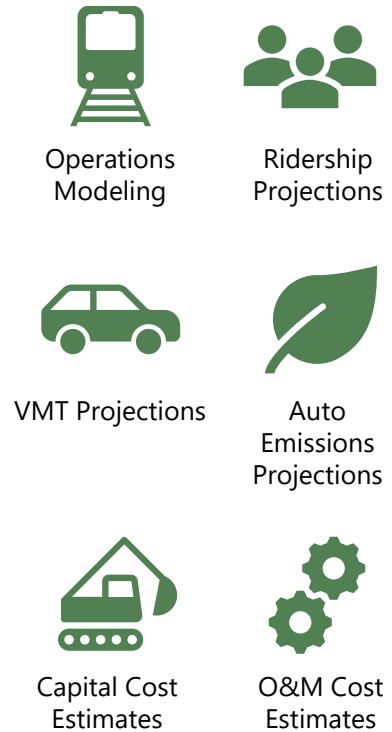 Operations
Modeling
Ridership
Projections
VMT Projections
Auto
Emissions
Projections
Capital Cost
Estimates
O&M Cost
Estimates